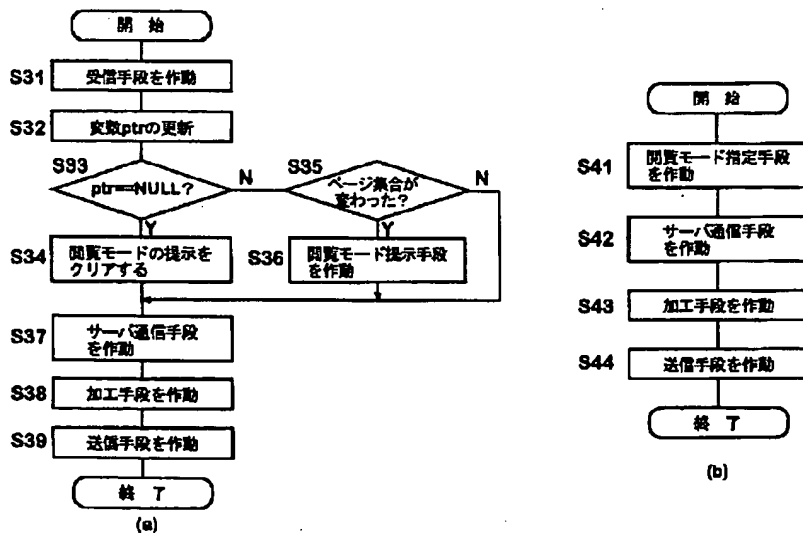 開 始
S31
受信手段を作動
S32
変数ptrの更新
S33
ptr==NULL?
N
Y
S35
ページ集合が
変わった?
N
Y
S34
閲覧モードの提示を
クリアする
S36
閲覧モード提示手段
を作動
S37
サーバ通信手段
を作動
S38
加工手段を作動
S39
送信手段を作動
終 了
(a)
開 始
S41
閲覧モード指定手段
を作動
S42
サーバ通信手段
を作動
S43
加工手段を作動
S44
送信手段を作動
終 了
(b)